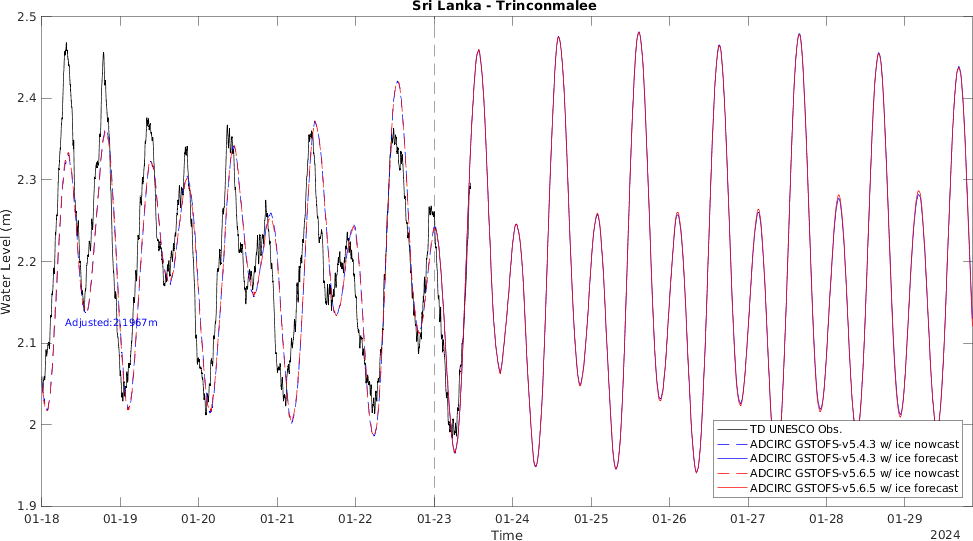 Sri Lanka - Trinconmalee
2.5
2.4
2.3
2.2
2.1
2
1.9
Water Level (m)
Adjusted:2.1967m
TD UNESCO Obs.
ADCIRC GSTOFS-v5.4.3 w/ ice nowcast
ADCIRC GSTOFS-v5.4.3 w/ ice forecast
ADCIRC GSTOFS-v5.6.5 w/ ice nowcast
ADCIRC GSTOFS-v5.6.5 w/ ice forecast
01-18 01-19 01-20 01-21 01-22 01-23 01-24 01-25 01-26 01-27 01-28 01-29
Time
2024